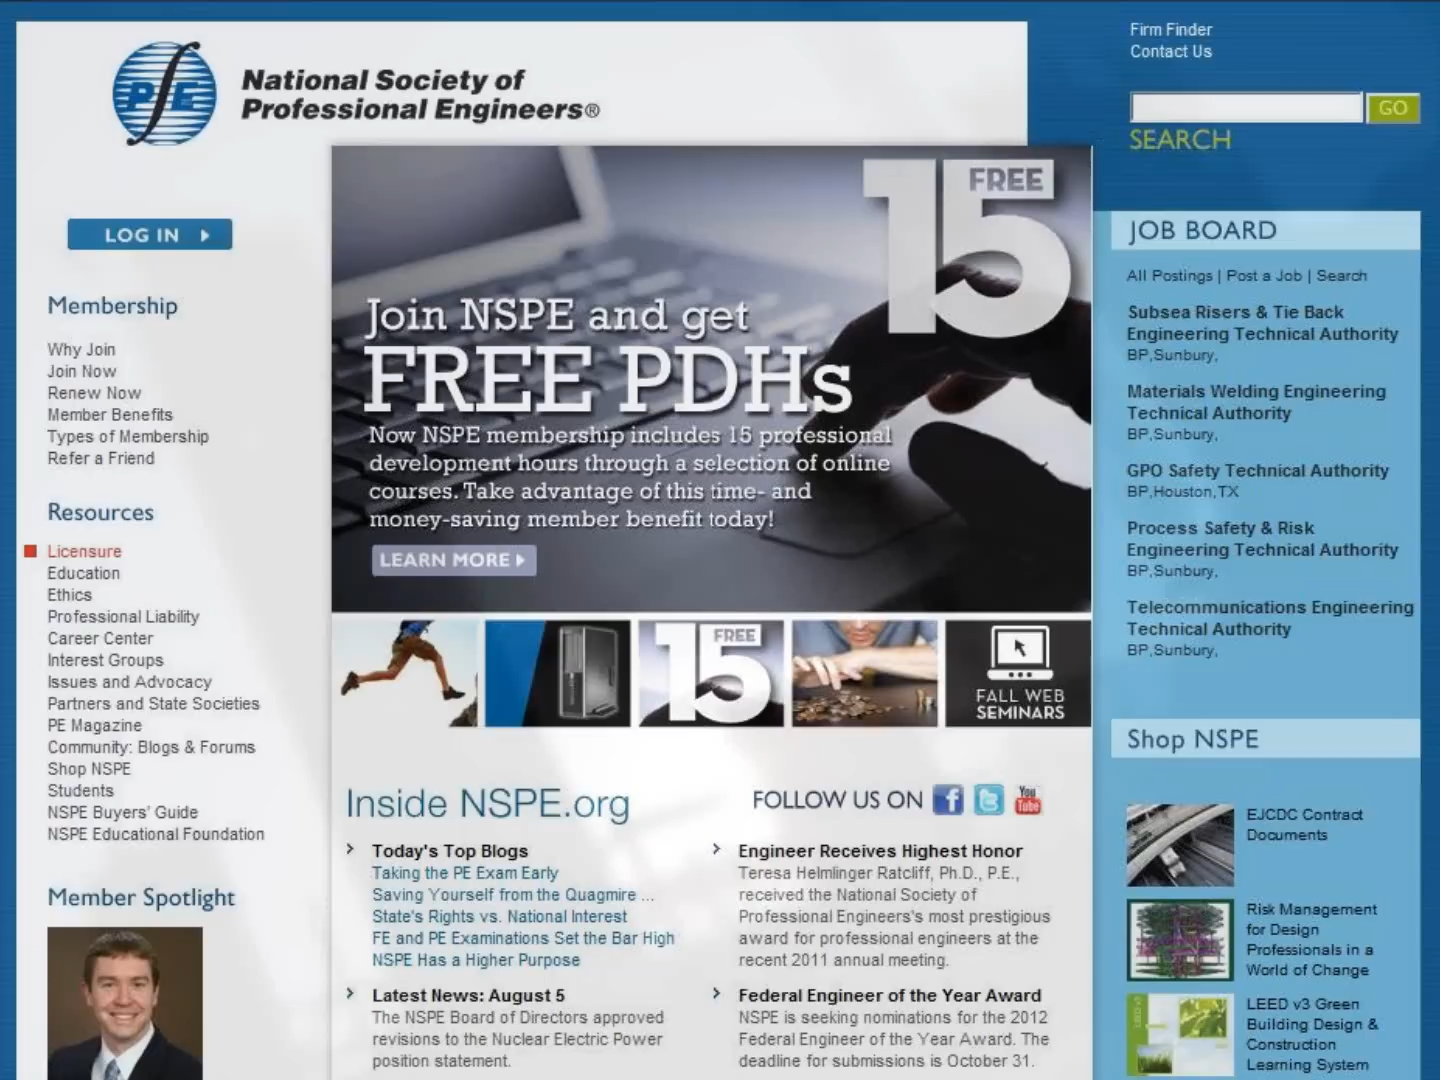 Firm Finder
Contact Us
PE
National Society of
Professional Engineers®
GO
SEARCH
LOG IN
Membership
Why Join
Join Now
Renew Now
Member Benefits
Types of Membership
Refer a Friend
Resources
Licensure
Education
Ethics
Professional Liability
Career Center
Interest Groups
Issues and Advocacy
Partners and State Societies
PE Magazine
Community: Blogs & Forums
Shop NSPE
Students
NSPE Buyers' Guide
NSPE Educational Foundation
Member Spotlight
15 FREE
Join NSPE and get
FREE PDHs
Now NSPE membership includes 15 professional
development hours through a selection of online
courses. Take advantage of this time- and
money-saving member benefit today!
LEARN MORE
15 FREE
FALL WEB
SEMINARS
Inside NSPE.org
FOLLOW US ON
You
Tube
Today's Top Blogs
Taking the PE Exam Early
Saving Yourself from the Quagmire ...
State's Rights vs. National Interest
FE and PE Examinations Set the Bar High
NSPE Has a Higher Purpose
Latest News: August 5
The NSPE Board of Directors approved
revisions to the Nuclear Electric Power
position statement.
Engineer Receives Highest Honor
Teresa Helmlinger Ratcliff, Ph.D., P.E.,
received the National Society of
Professional Engineers's most prestigious
award for professional engineers at the
recent 2011 annual meeting.
Federal Engineer of the Year Award
NSPE is seeking nominations for the 2012
Federal Engineer of the Year Award. The
deadline for submissions is October 31.
JOB BOARD
All Postings | Post a Job | Search
Subsea Risers & Tie Back
Engineering Technical Authority
BP,Sunbury,
Materials Welding Engineering
Technical Authority
BP,Sunbury,
GPO Safety Technical Authority
BP,Houston,TX
Process Safety & Risk
Engineering Technical Authority
BP,Sunbury,
Telecommunications Engineering
Technical Authority
BP,Sunbury,
Shop NSPE
EJCDC Contract
Documents
Risk Management
for Design
Professionals in a
World of Change
LEED v3 Green
Building Design &
Construction
Learning System